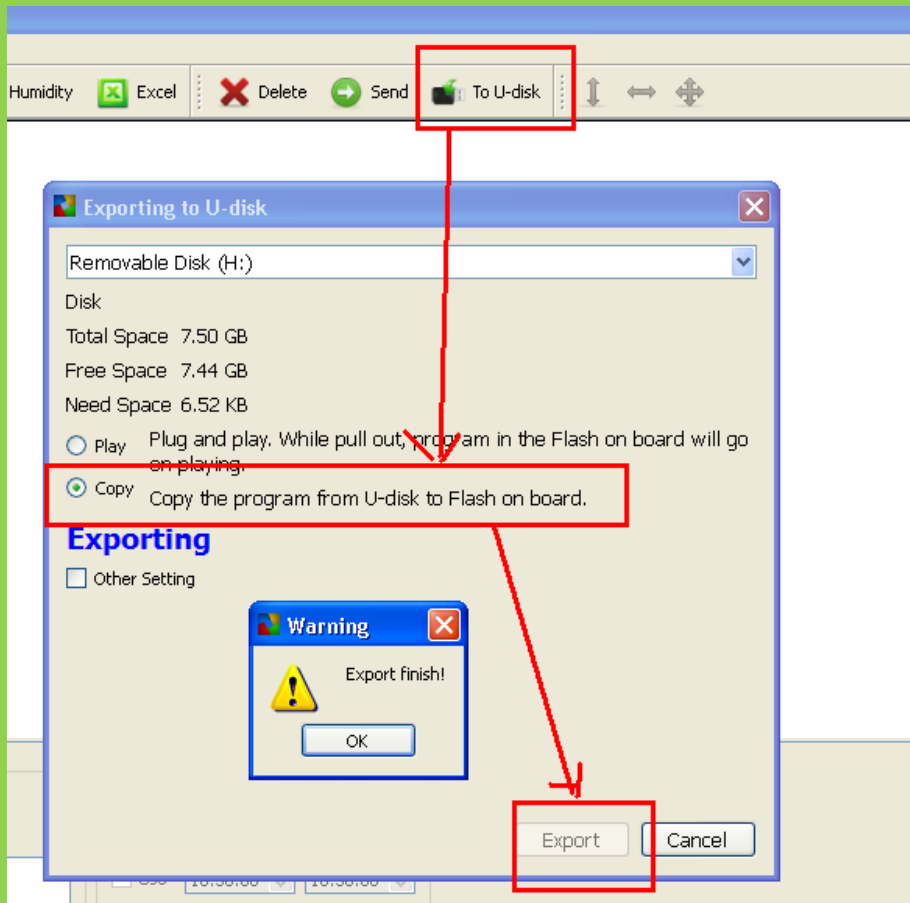 Humidity Excel Delete Send To U-disk
Exporting to U-disk
Removable Disk (H:)
Disk
Total Space 7.50 GB
Free Space 7.44 GB
Need Space 6.52 KB
Play Plug and play. While pull out, program in the Flash on board will go
on playing.
Copy Copy the program from U-disk to Flash on board.
Exporting
Other Setting
Warning
Export finish!
OK
Export Cancel